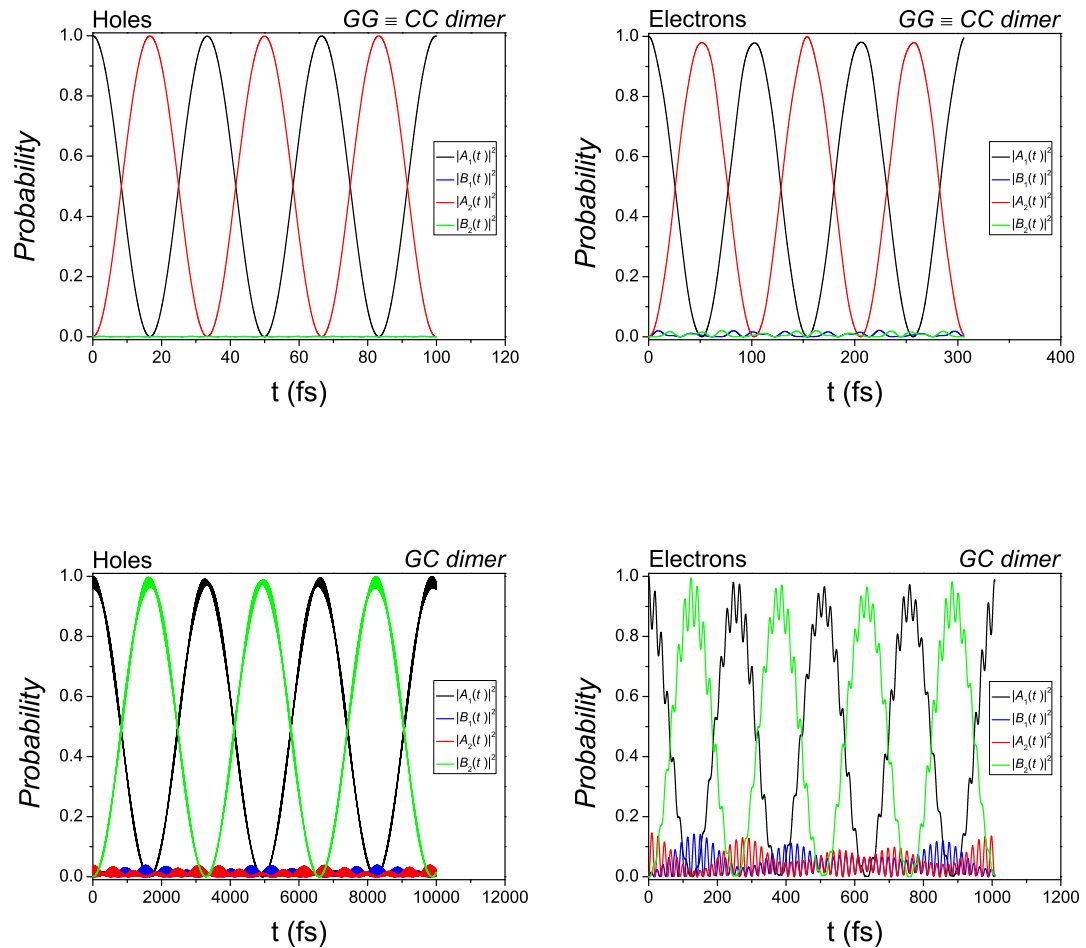 Holes GG ≡ CC dimer
1.0
0.8
0.6
0.4
0.2
0.0
Probability
|A₁(t)|²
|B₁(t)|²
|A₂(t)|²
|B₂(t)|²
0 20 40 60 80 100 120
t (fs)
Electrons GG ≡ CC dimer
1.0
0.8
0.6
0.4
0.2
0.0
Probability
|A₁(t)|²
|B₁(t)|²
|A₂(t)|²
|B₂(t)|²
0 100 200 300 400
t (fs)
Holes GC dimer
1.0
0.8
0.6
0.4
0.2
0.0
Probability
|A₁(t)|²
|B₁(t)|²
|A₂(t)|²
|B₂(t)|²
0 2000 4000 6000 8000 10000 12000
t (fs)
Electrons GC dimer
1.0
0.8
0.6
0.4
0.2
0.0
Probability
|A₁(t)|²
|B₁(t)|²
|A₂(t)|²
|B₂(t)|²
0 200 400 600 800 1000 1200
t (fs)